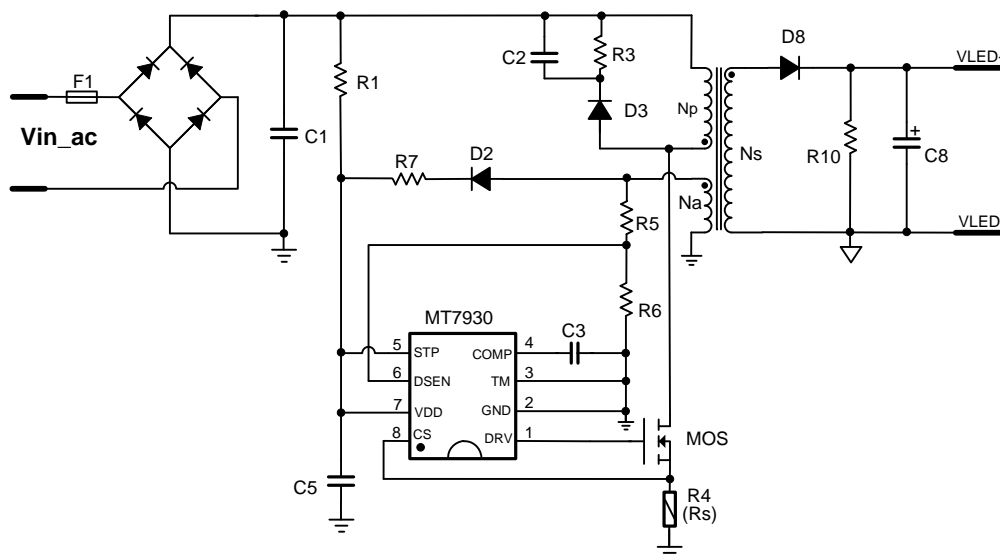 F1
Vin_ac
C1
R1
C2
R3
D3
Np
Ns
D8
R10
+
C8
VLED+
VLED-
R7
D2
R5
Na
R6
MT7930
C3
5 STP
6 DSEN
7 VDD
8 CS
COMP 4
TM 3
GND 2
DRV 1
MOS
C5
R4
(Rs)